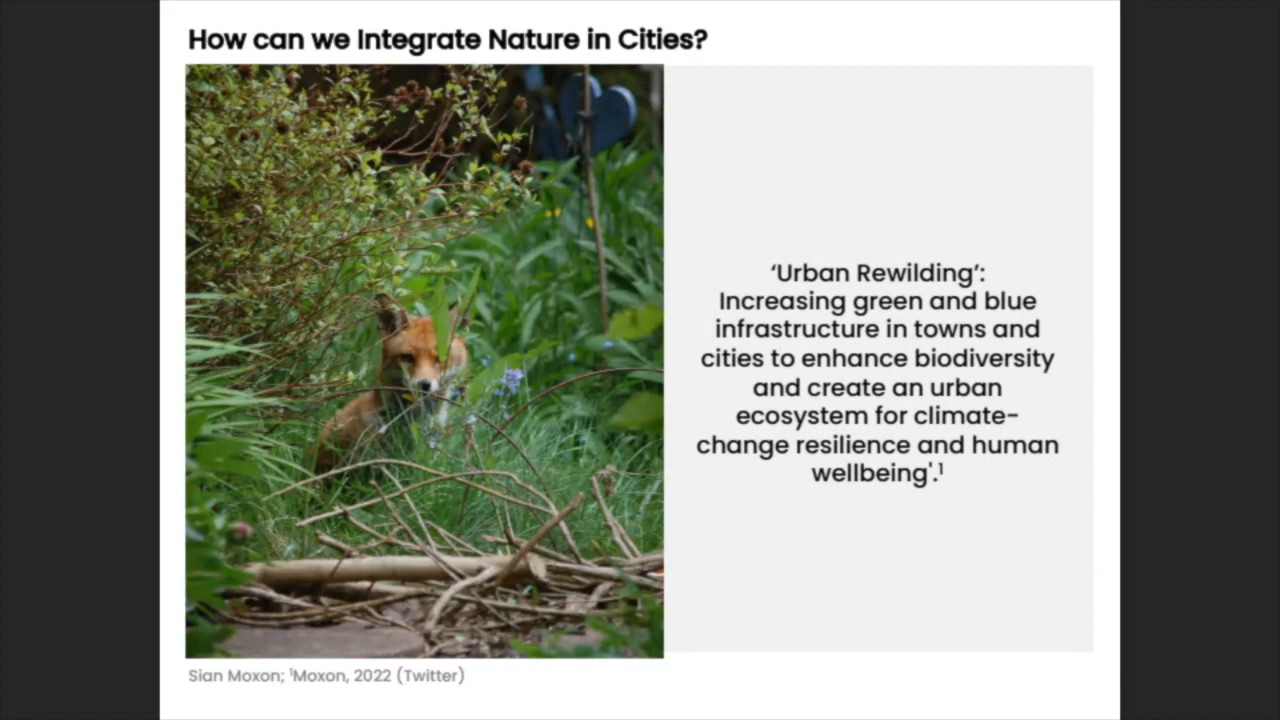 How can we Integrate Nature in Cities?
‘Urban Rewilding’:
Increasing green and blue
infrastructure in towns and
cities to enhance biodiversity
and create an urban
ecosystem for climate-
change resilience and human
wellbeing'.¹
Sian Moxon; ¹Moxon, 2022 (Twitter)